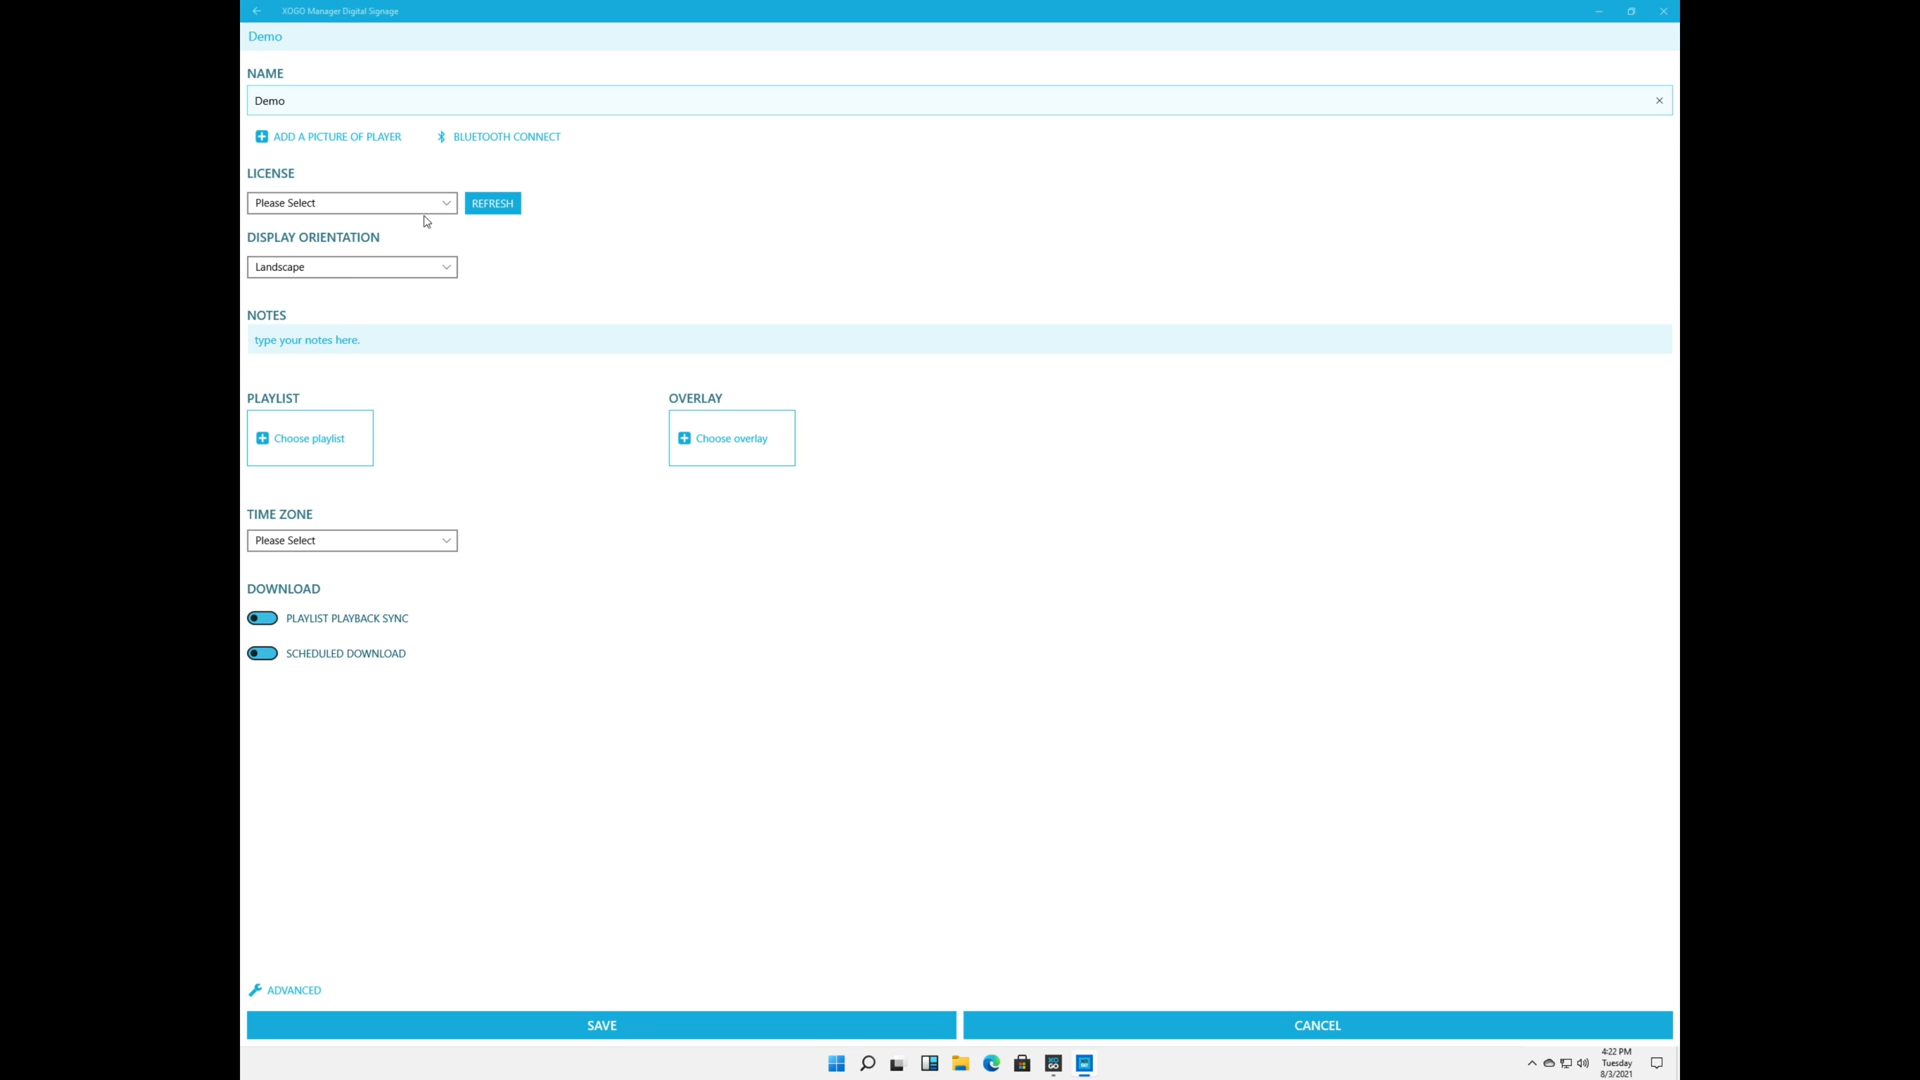 XOGO Manager Digital Signage
Demo
NAME
Demo
ADD A PICTURE OF PLAYER
BLUETOOTH CONNECT
LICENSE
Please Select
REFRESH
DISPLAY ORIENTATION
Landscape
NOTES
type your notes here.
PLAYLIST
OVERLAY
Choose playlist
Choose overlay
TIME ZONE
Please Select
DOWNLOAD
PLAYLIST PLAYBACK SYNC
SCHEDULED DOWNLOAD
ADVANCED
SAVE
CANCEL
XO
GO
4:22 PM
Tuesday
8/3/2021